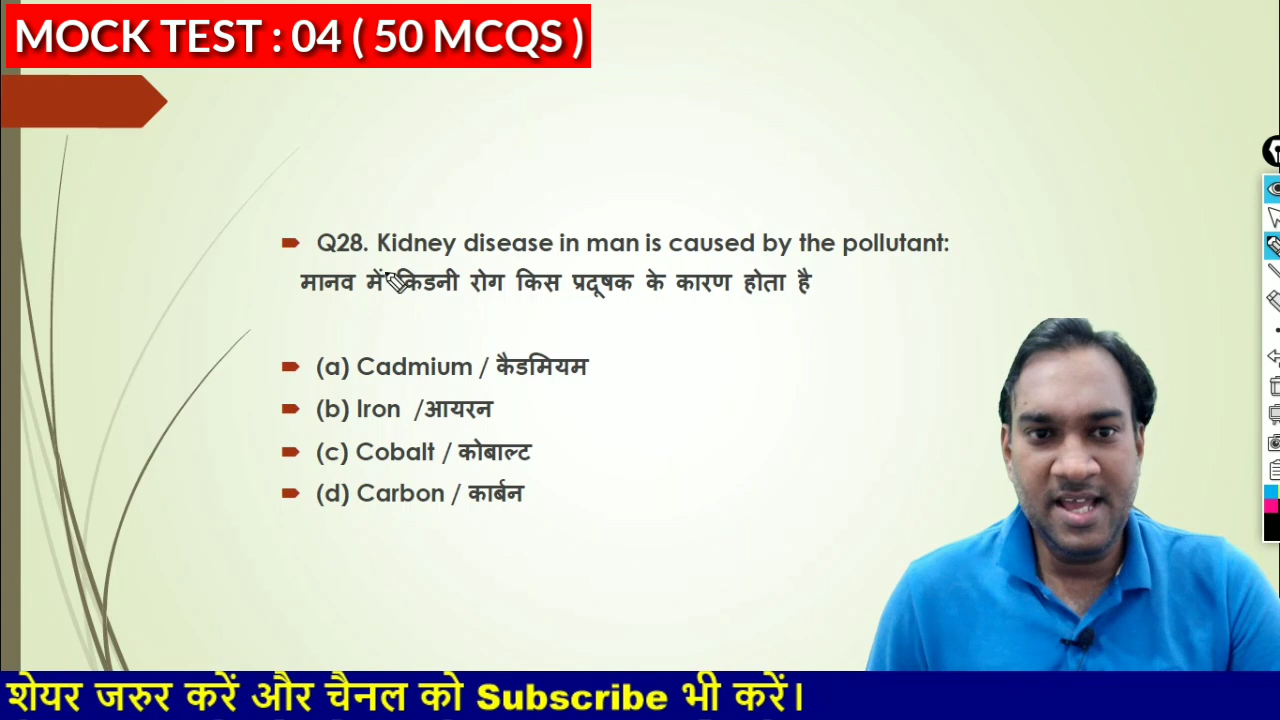 MOCK TEST : 04 ( 50 MCQS )
Q28. Kidney disease in man is caused by the pollutant:
मानव में किडनी रोग किस प्रदूषक के कारण होता है
(a) Cadmium / कैडमियम
(b) Iron /आयरन
(c) Cobalt / कोबाल्ट
(d) Carbon / कार्बन
शेयर जरुर करें और चैनल को Subscribe भी करें।